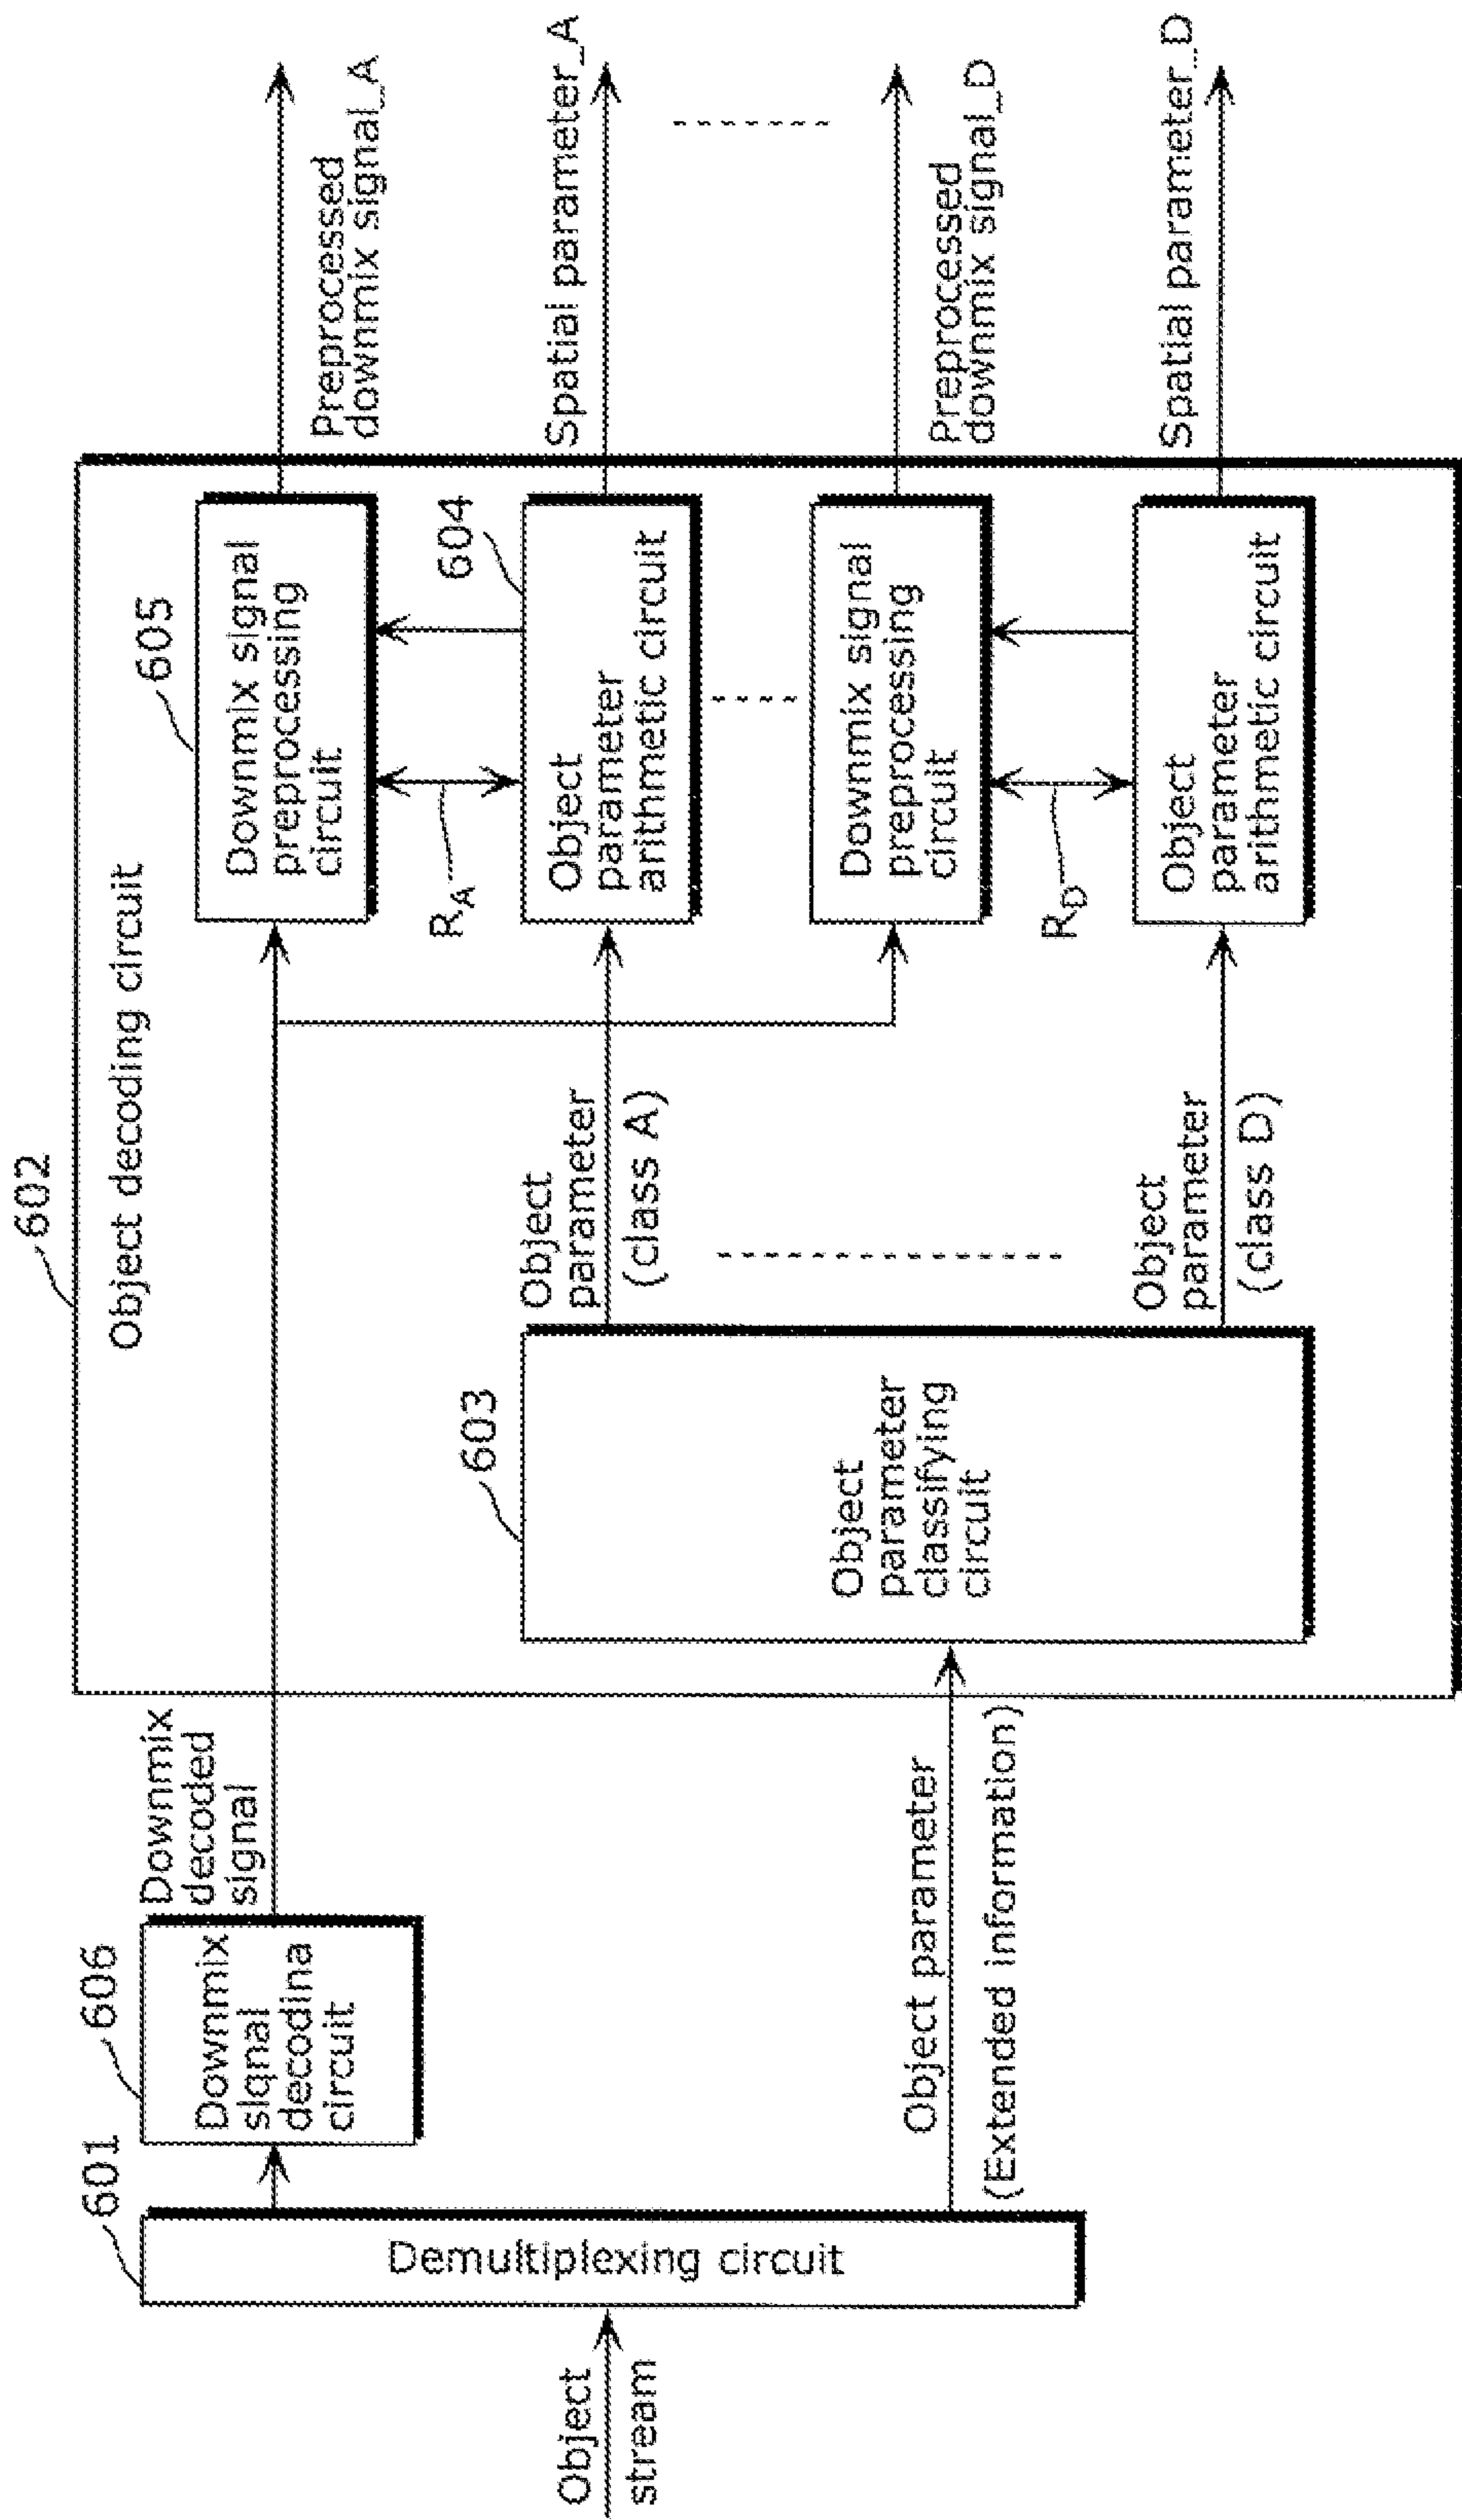 602
Object decoding circuit
601
606
Downmix
decoded
signal
605
Downmix
siqnal
decodina
circuit
Downmix signal
preprocessing
circuit
Preprocessed
downmix signal_A
Object
stream
Demultiplexing circuit
603
Object
parameter
(class A)
R_A
604
Object
parameter
arithmetic circuit
Spatial parameter_A
Object parameter
(Extended information)
Object
parameter
classifying
circuit
Downmix signal
preprocessing
circuit
Preprocessed
downmix signal_D
Object
parameter
(class D)
R_D
Object
parameter
arithmetic circuit
Spatial parameter_D